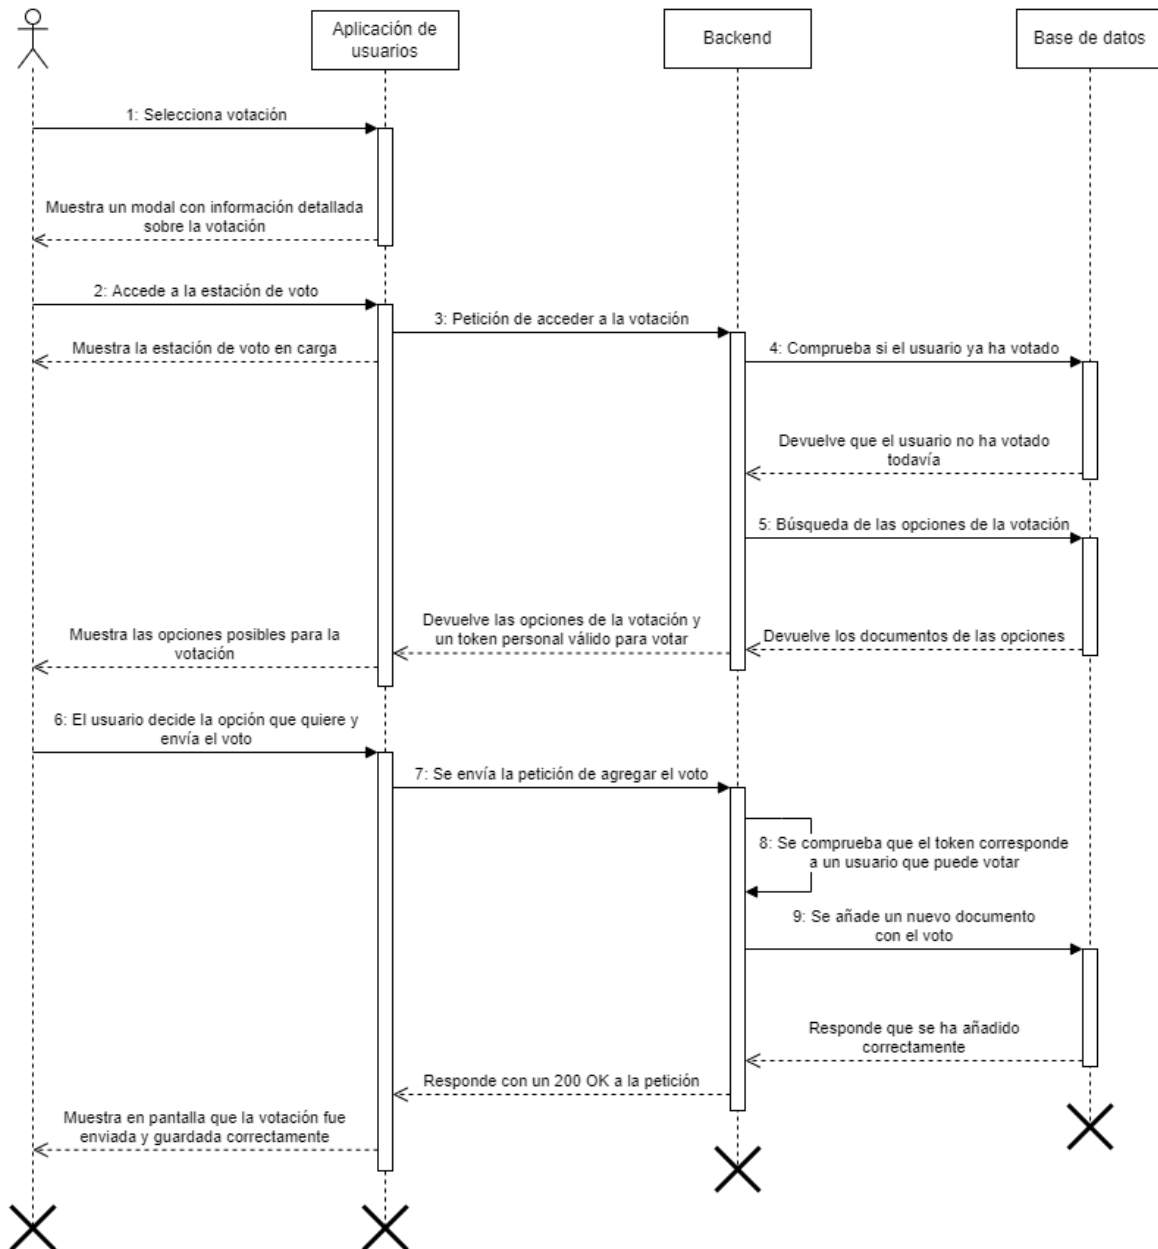 Aplicación de
usuarios
Backend
Base de datos
1: Selecciona votación
Muestra un modal con información detallada
sobre la votación
2: Accede a la estación de voto
3: Petición de acceder a la votación
Muestra la estación de voto en carga
4: Comprueba si el usuario ya ha votado
Devuelve que el usuario no ha votado
todavía
5: Búsqueda de las opciones de la votación
Devuelve las opciones de la votación y
un token personal válido para votar
Muestra las opciones posibles para la
votación
Devuelve los documentos de las opciones
6: El usuario decide la opción que quiere y
envía el voto
7: Se envía la petición de agregar el voto
8: Se comprueba que el token corresponde
a un usuario que puede votar
9: Se añade un nuevo documento
con el voto
Responde que se ha añadido
correctamente
Responde con un 200 OK a la petición
Muestra en pantalla que la votación fue
enviada y guardada correctamente